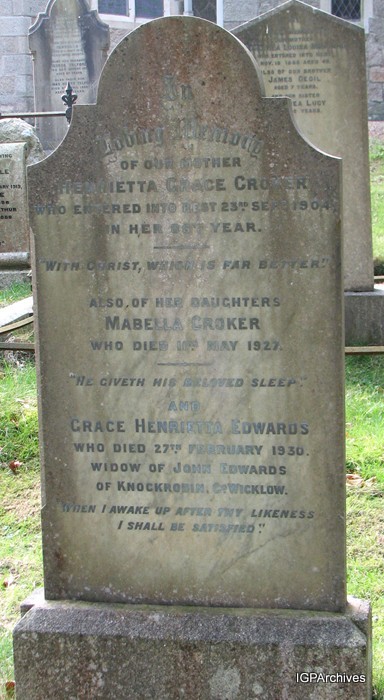 In
Loving Memory
OF OUR MOTHER
HENRIETTA GRACE CROKER
WHO ENTERED INTO REST 23RD SEPT 1904
IN HER YEAR.
"WITH CHRIST, WHICH IS FAR BETTER."
ALSO, OF HER DAUGHTERS
MABELLA CROKER
WHO DIED MAY 1927.
"HE GIVETH HIS BELOVED SLEEP."
AND
GRACE HENRIETTA EDWARDS
WHO DIED 27TH FEBRUARY 1930.
WIDOW OF JOHN EDWARDS
OF KNOCKROBIN, CO WICKLOW.
"WHEN I AWAKE UP AFTER THY LIKENESS
I SHALL BE SATISFIED."
JAMES CECIL
LUCY
IGPArchives